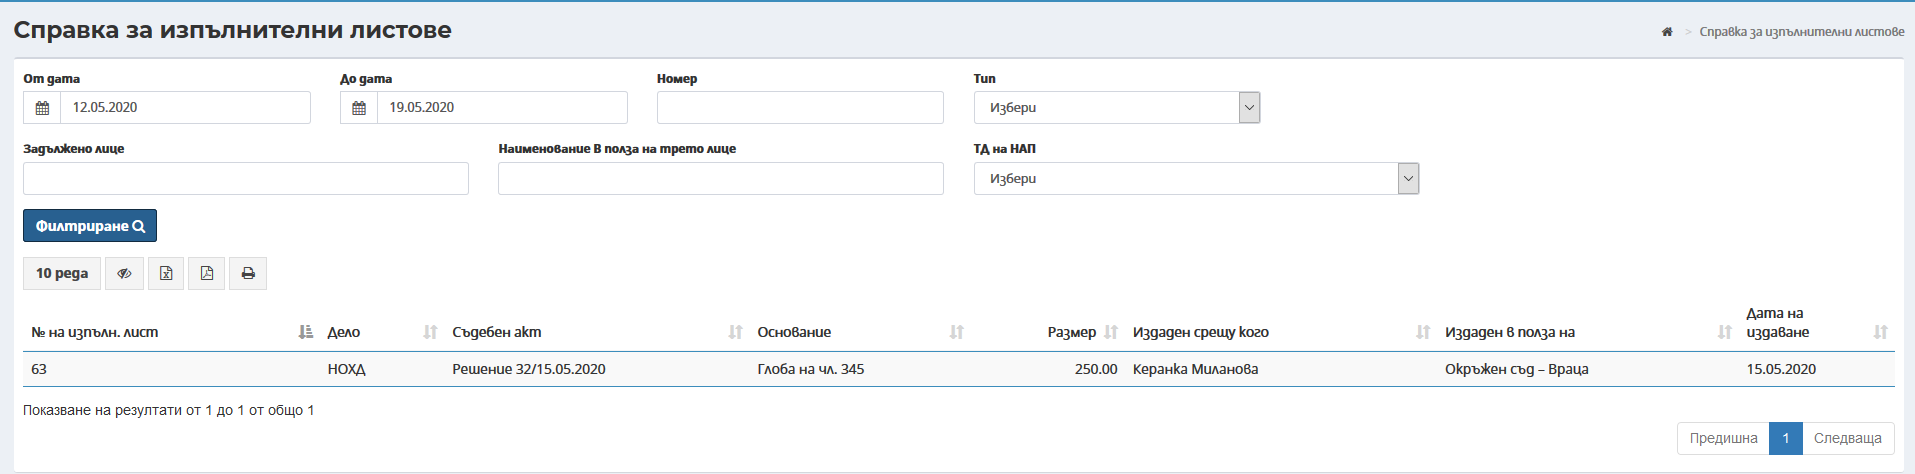 Справка за изпълнителни листове
> Справка за изпълнителни листове
От дата До дата Номер Тип
12.05.2020 19.05.2020 Избери
Задължено лице Наименование В полза на трето лице ТД на НАП
Избери
Филтриране
10 реда
№ на изпълн. лист Дело Съдебен акт Основание Размер Издаден срещу кого Издаден в полза на Дата на издаване
63 НОХД Решение 32/15.05.2020 Глоба на чл. 345 250.00 Керанка Миланова Окръжен съд – Враца 15.05.2020
Показване на резултати от 1 до 1 от общо 1
Предишна 1 Следваща